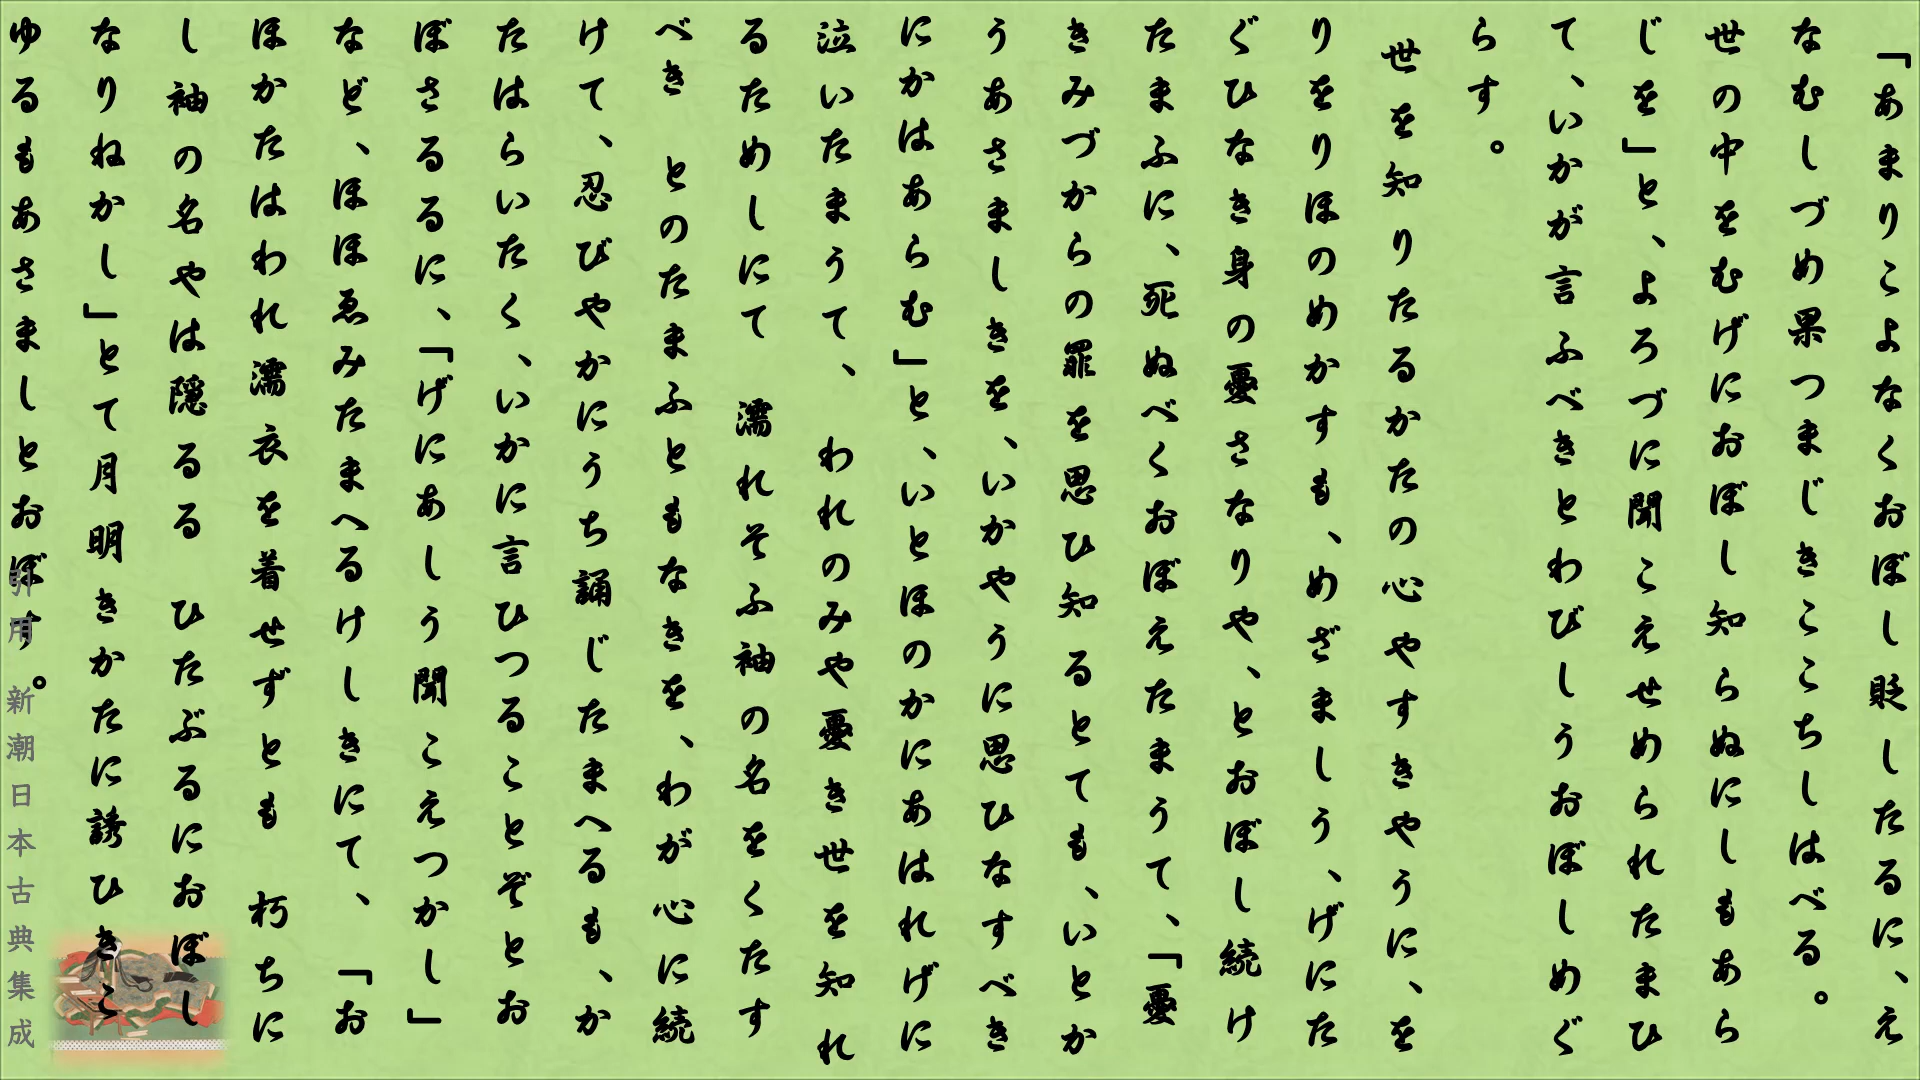 「あまりこよなくおぼし貶したるに、え
なむしづめ果つまじきここちしはべる。
世の中をむげにおぼし知らぬにしもあら
じを」と、よろづに聞こえせめられたまひ
て、いかが言ふべきとわびしうおぼしめぐ
らす。
世を知りたるかたの心やすきやうに、を
りをりほのめかすも、めざましう、げにた
ぐひなき身の憂さなりや、とおぼし続け
たまふに、死ぬべくおぼえたまうて、「憂
きみづからの罪を思ひ知るとても、いとか
うあさましきを、いかやうに思ひなすべき
にかはあらむ」と、いとほのかにあはれげに
泣いたまうて、　われのみや憂き世を知れ
るためしにて　濡れそふ袖の名をくたす
べき　とのたまふともなきを、わが心に続
けて、忍びやかにうち誦じたまへるも、か
たはらいたく、いかに言ひつることぞとお
ぼさるるに、「げにあしう聞こえつかし」
など、ほほゑみたまへるけしきにて、「お
ほかたはわれ濡衣を着せずとも　朽ちに
し袖の名やは隠るる　ひたぶるにおぼし
なりねかし」とて月明きかたに誘ひきこ
ゆるもあさましとおぼす。
引用　新潮日本古典集成